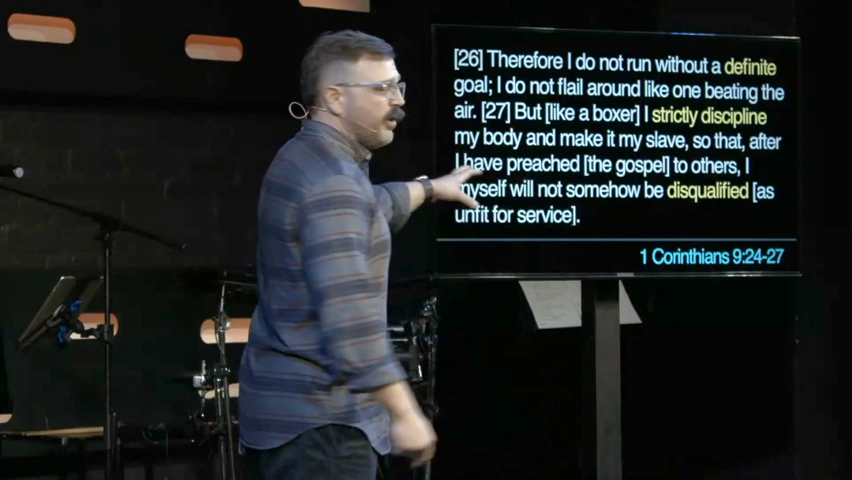 [26] Therefore I do not run without a definite
goal; I do not flail around like one beating the
air. [27] But [like a boxer] I strictly discipline
my body and make it my slave, so that, after
I have preached [the gospel] to others, I
myself will not somehow be disqualified [as
unfit for service].
1 Corinthians 9:24-27